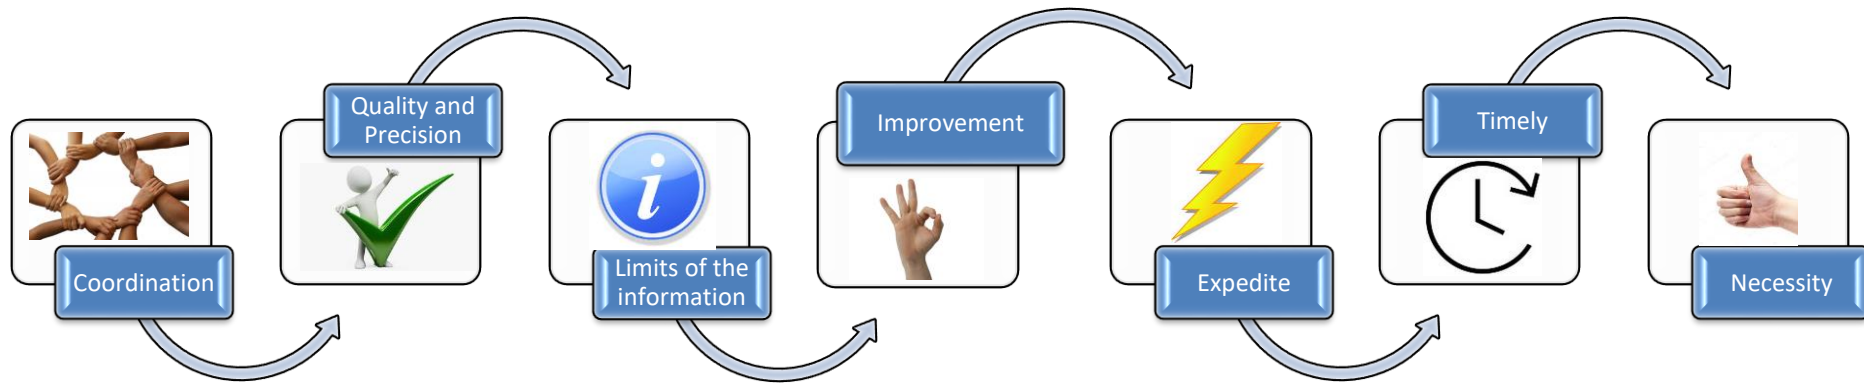 Coordination
Quality and
Precision
Limits of the
information
Improvement
Expedite
Timely
Necessity